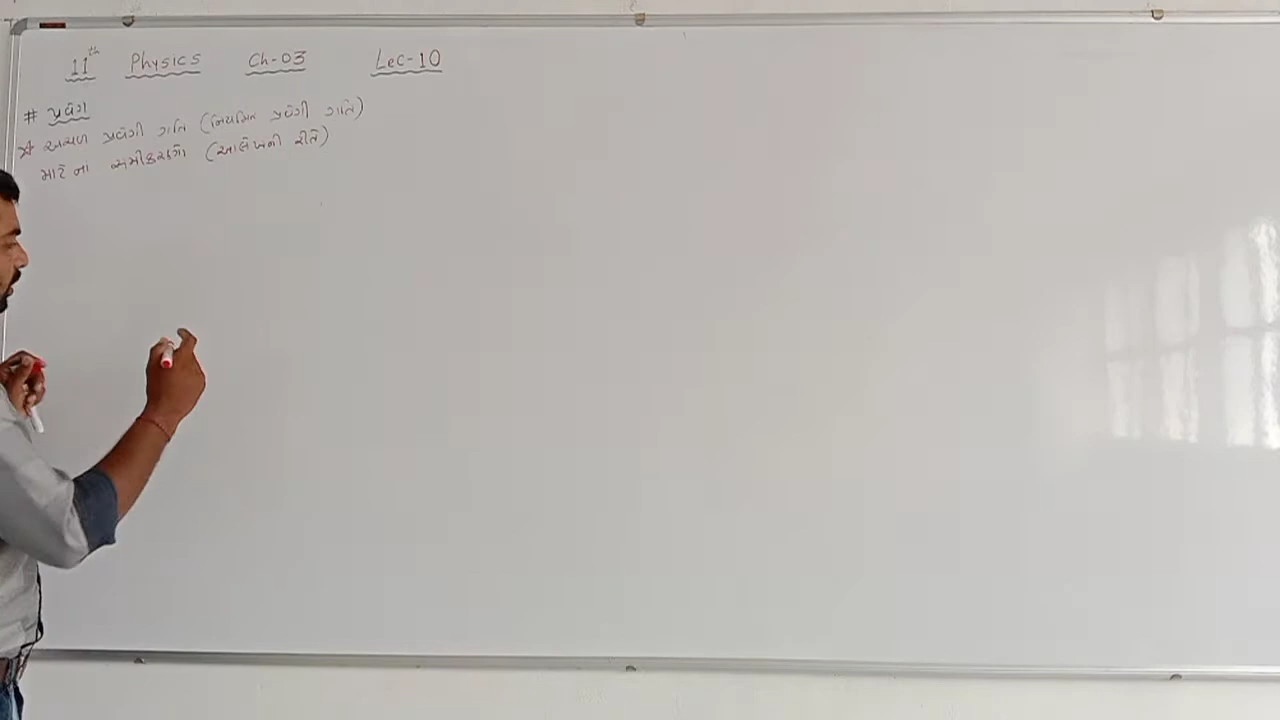 11th Physics Ch-03 Lec-10
# પ્રવેગ
* અચળ પ્રવેગી ગતિ (નિયમિત પ્રવેગી ગતિ)
માટે નાં સમીકરણો (આલેખની રીતે)